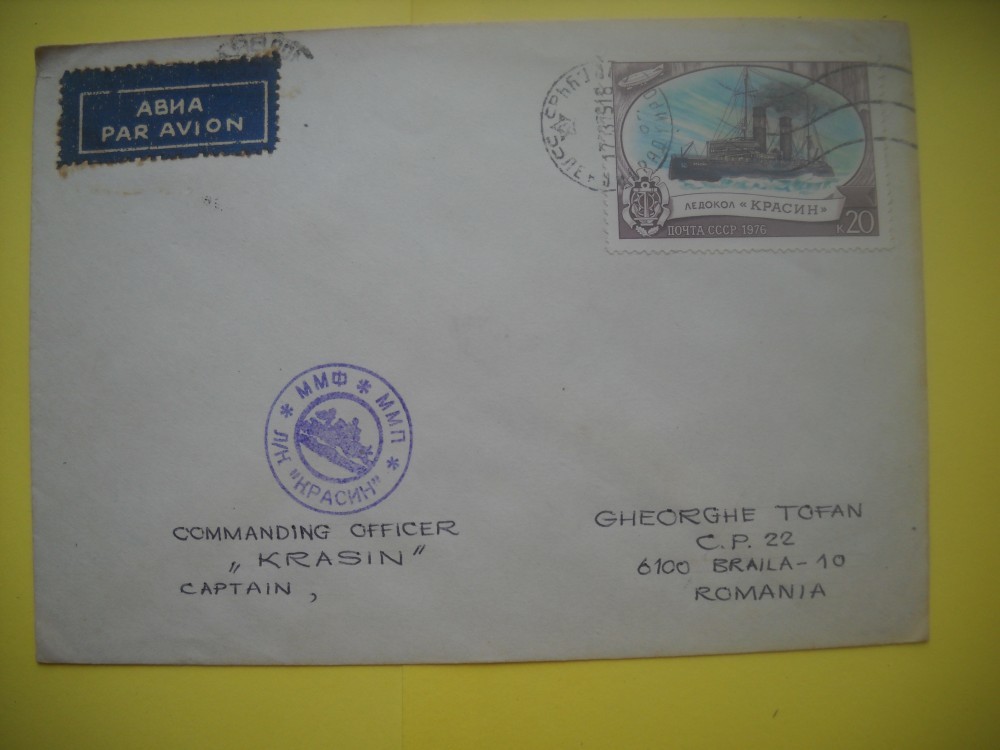 АВИА
PAR AVION
ЛЕДОКОЛ «КРАСИН»
ПОЧТА СССР 1976
К 20
* ММФ * ММП *
Л/К "КРАСИН"
COMMANDING OFFICER
„KRASIN"
CAPTAIN ,
GHEORGHE TOFAN
C.P. 22
6100 BRAILA-10
ROMANIA